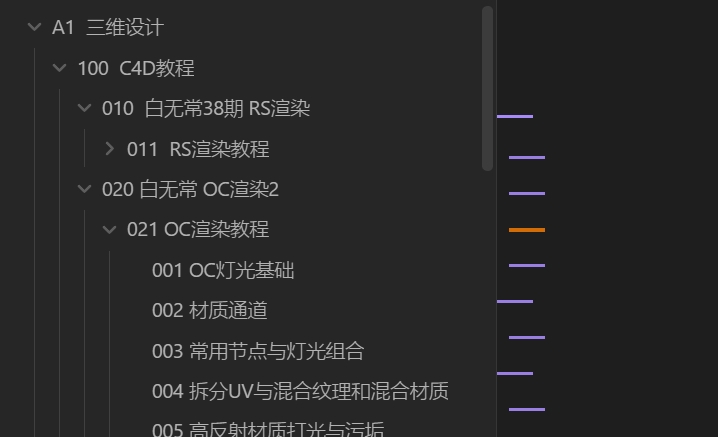 A1 三维设计
100 C4D教程
010 白无常38期 RS渲染
011 RS渲染教程
020 白无常 OC渲染2
021 OC渲染教程
001 OC灯光基础
002 材质通道
003 常用节点与灯光组合
004 拆分UV与混合纹理和混合材质
005 高反射材质打光与污垢